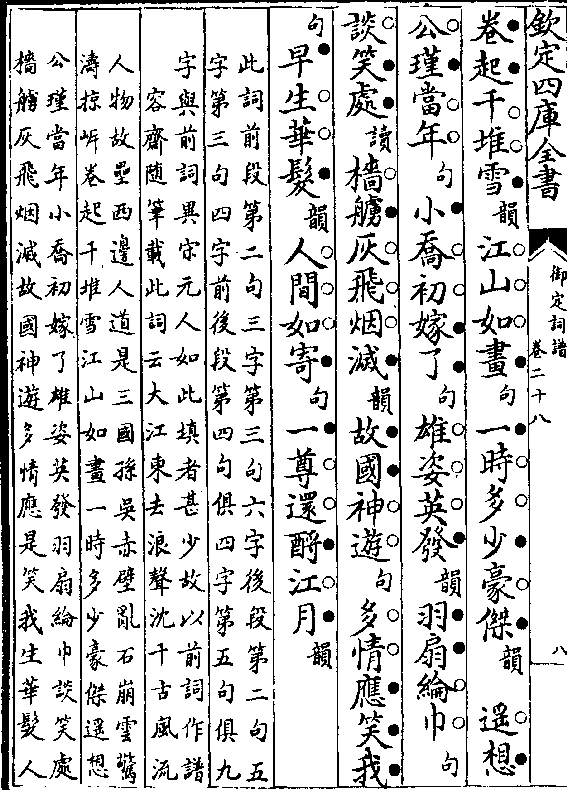 欽定四庫全書
御定詞譜
卷二十八
八
卷起千堆雪韻江山如畫句一時多少豪傑韻遥想
公瑾當年句小喬初嫁了句雄姿英發韻羽扇綸巾句
談笑處讀檣艣灰飛烟滅韻故國神遊句多情應笑我
句早生華髮韻人間如寄句一尊還酹江月韻
此詞前段第二句三字第三句六字後段第二句五
字第三句四字前後段第四句俱四字第五句俱九
字與前詞異宋元人如此填者甚少故以前詞作譜
容齋随筆載此詞云大江東去浪聲沈千古風流
人物故壘西邊人道是三國孫吳赤壁亂石崩雲驚
濤掠岸卷起千堆雪江山如畫一時多少豪傑遥想
公瑾當年小喬初嫁了雄姿英發羽扇綸巾談笑處
檣艣灰飛烟滅故國神遊多情應是笑我生華髮人